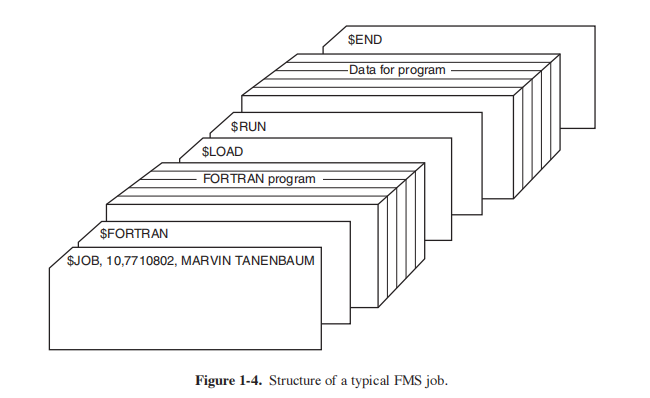 $END
Data for program
$RUN
$LOAD
FORTRAN program
$FORTRAN
$JOB, 10,7710802, MARVIN TANENBAUM
Figure 1-4. Structure of a typical FMS job.